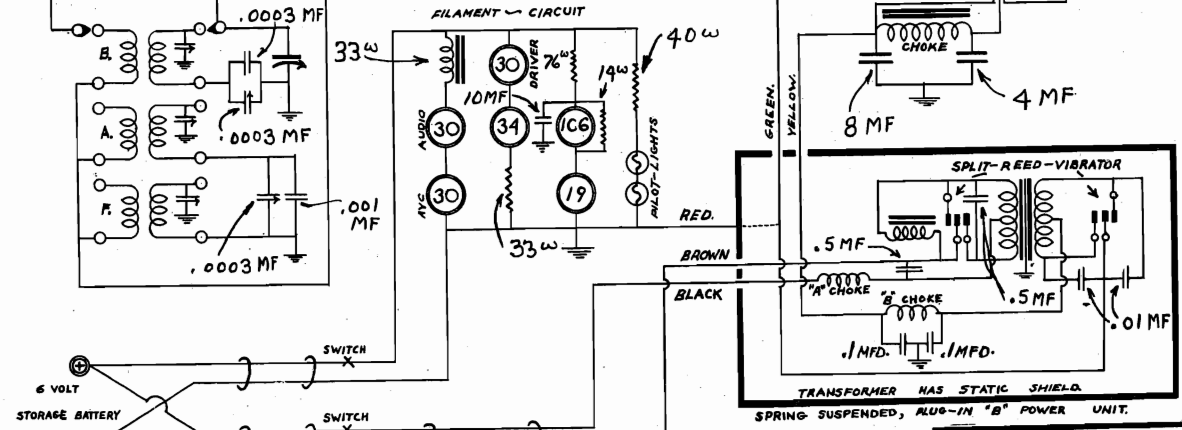 FILAMENT ~ CIRCUIT
.0003 MF
B.
33ω
30
DRIVER
76ω
14ω
40ω
10MF
AUDIO
30
34
1C6
.0003 MF
A.
AVC
30
19
PILOT-LIGHTS
F.
.001
MF
.0003 MF
33ω
CHOKE
8 MF
4 MF
GREEN.
YELLOW.
SPLIT-REED-VIBRATOR
RED.
BROWN
BLACK
.5 MF
"A" CHOKE
"B" CHOKE
.5MF
.01 MF
.1MFD.
.1MFD.
TRANSFORMER HAS STATIC SHIELD.
SPRING SUSPENDED, PLUG-IN "B" POWER UNIT.
SWITCH
6 VOLT
STORAGE BATTERY
SWITCH